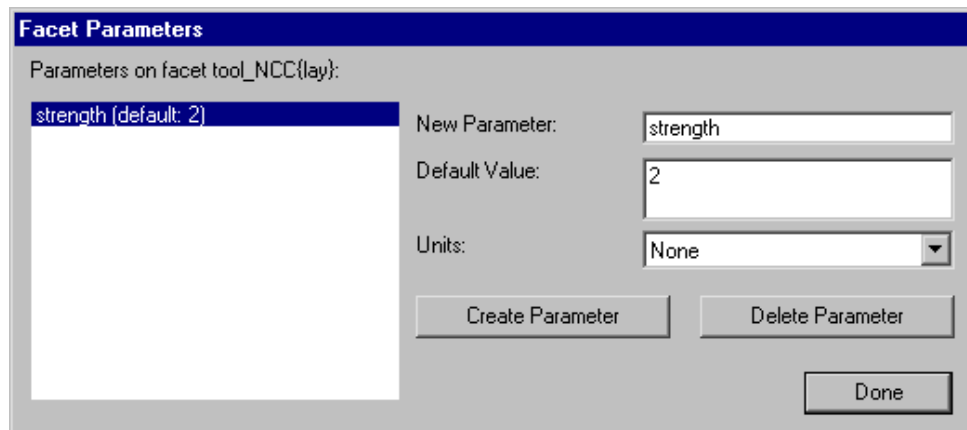 Facet Parameters
Parameters on facet tool_NCC{lay}:
strength (default: 2)
New Parameter:
strength
Default Value:
2
Units:
None
Create Parameter
Delete Parameter
Done